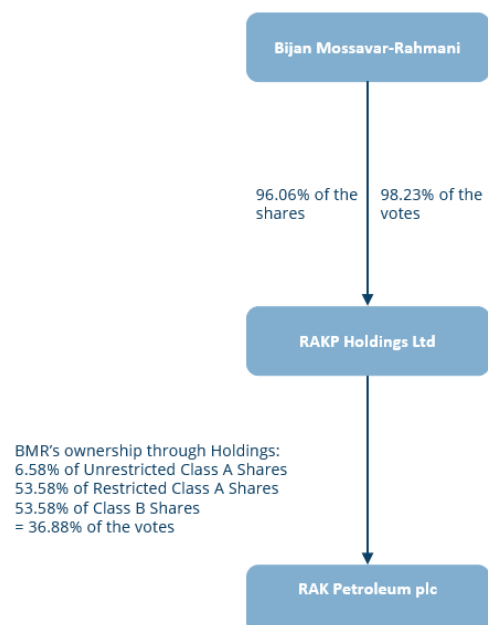 Bijan Mossavar-Rahmani
96.06% of the
shares
98.23% of the
votes
RAKP Holdings Ltd
BMR's ownership through Holdings:
6.58% of Unrestricted Class A Shares
53.58% of Restricted Class A Shares
53.58% of Class B Shares
= 36.88% of the votes
RAK Petroleum plc